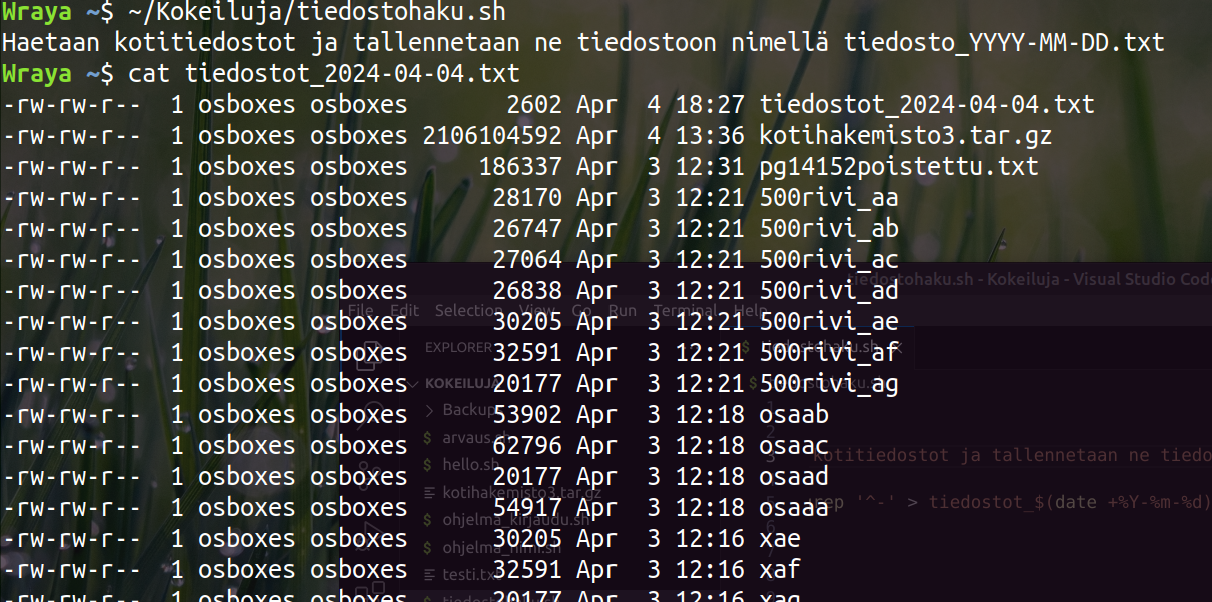 Wraya ~$ ~/Kokeiluja/tiedostohaku.sh
Haetaan kotitiedostot ja tallennetaan ne tiedostoon nimellä tiedosto_YYYY-MM-DD.txt
Wraya ~$ cat tiedostot_2024-04-04.txt
-rw-rw-r-- 1 osboxes osboxes 2602 Apr 4 18:27 tiedostot_2024-04-04.txt
-rw-rw-r-- 1 osboxes osboxes 2106104592 Apr 4 13:36 kotihakemisto3.tar.gz
-rw-rw-r-- 1 osboxes osboxes 186337 Apr 3 12:31 pg14152poistettu.txt
-rw-rw-r-- 1 osboxes osboxes 28170 Apr 3 12:21 500rivi_aa
-rw-rw-r-- 1 osboxes osboxes 26747 Apr 3 12:21 500rivi_ab
-rw-rw-r-- 1 osboxes osboxes 27064 Apr 3 12:21 500rivi_ac
-rw-rw-r-- 1 osboxes osboxes 26838 Apr 3 12:21 500rivi_ad
-rw-rw-r-- 1 osboxes osboxes 30205 Apr 3 12:21 500rivi_ae
-rw-rw-r-- 1 osboxes osboxes 32591 Apr 3 12:21 500rivi_af
-rw-rw-r-- 1 osboxes osboxes 20177 Apr 3 12:21 500rivi_ag
-rw-rw-r-- 1 osboxes osboxes 53902 Apr 3 12:18 osaab
-rw-rw-r-- 1 osboxes osboxes 62796 Apr 3 12:18 osaac
-rw-rw-r-- 1 osboxes osboxes 20177 Apr 3 12:18 osaad
-rw-rw-r-- 1 osboxes osboxes 54917 Apr 3 12:18 osaaa
-rw-rw-r-- 1 osboxes osboxes 30205 Apr 3 12:16 xae
-rw-rw-r-- 1 osboxes osboxes 32591 Apr 3 12:16 xaf
-rw-rw-r-- 1 osboxes osboxes 20177 Apr 3 12:16 xag
tiedostohaku.sh - Kokeiluja - Visual Studio Cod
File Edit Selection View Go Run Terminal Help
EXPLORER
KOKEILUJA
hello.sh
kotihakemisto3.tar.gz
ohjelma_kirjaudu.sh
ohjelma_nimi.sh
kotitiedostot ja tallennetaan ne tiedo
'^-' > tiedostot_$(date +%Y-%m-%d)